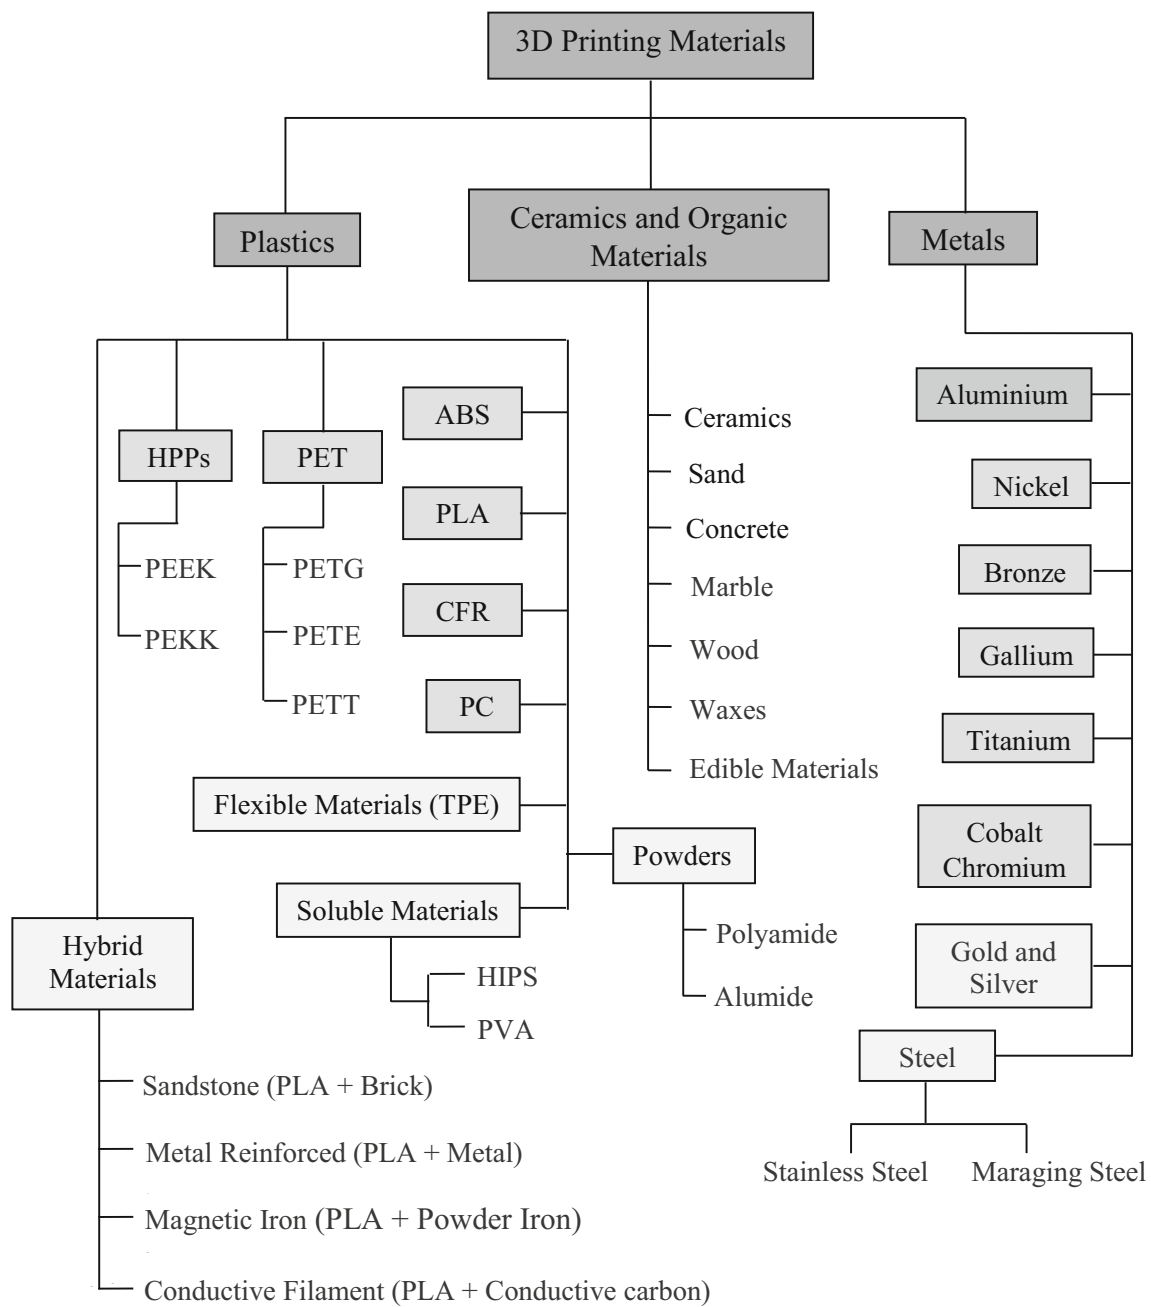 3D Printing Materials
Plastics
Ceramics and Organic
Materials
Metals
HPPs
PEEK
PEKK
PET
PETG
PETE
PETT
ABS
PLA
CFR
PC
Flexible Materials (TPE)
Powders
Polyamide
Alumide
Soluble Materials
HIPS
PVA
Hybrid
Materials
Sandstone (PLA + Brick)
Metal Reinforced (PLA + Metal)
Magnetic Iron (PLA + Powder Iron)
Conductive Filament (PLA + Conductive carbon)
Ceramics
Sand
Concrete
Marble
Wood
Waxes
Edible Materials
Aluminium
Nickel
Bronze
Gallium
Titanium
Cobalt
Chromium
Gold and
Silver
Steel
Stainless Steel
Maraging Steel